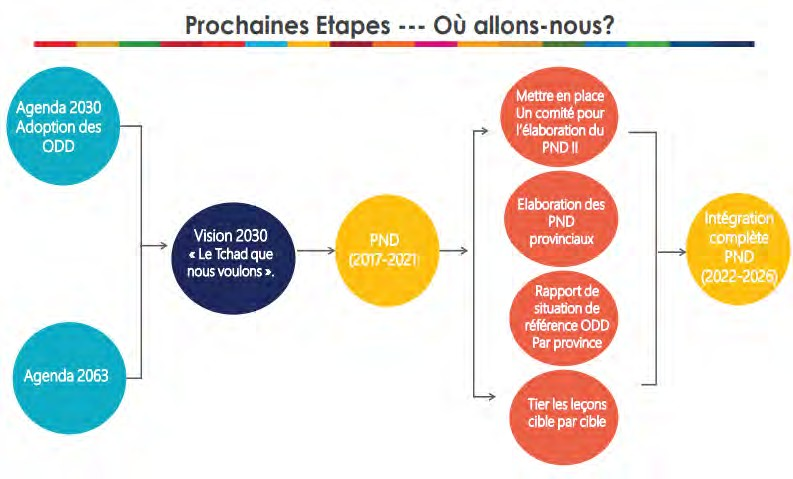 Prochaines Etapes --- Où allons-nous?
Agenda 2030
Adoption des
ODD
Agenda 2063
Vision 2030
« Le Tchad que
nous voulons ».
PND
(2017-2021)
Mettre en place
Un comité pour
l'élaboration du
PND !!
Elaboration des
PND
provinciaux
Rapport de
situation de
référence ODD
Par province
Tier les leçons
cible par cible
Intégration
complète
PND
(2022-2026)